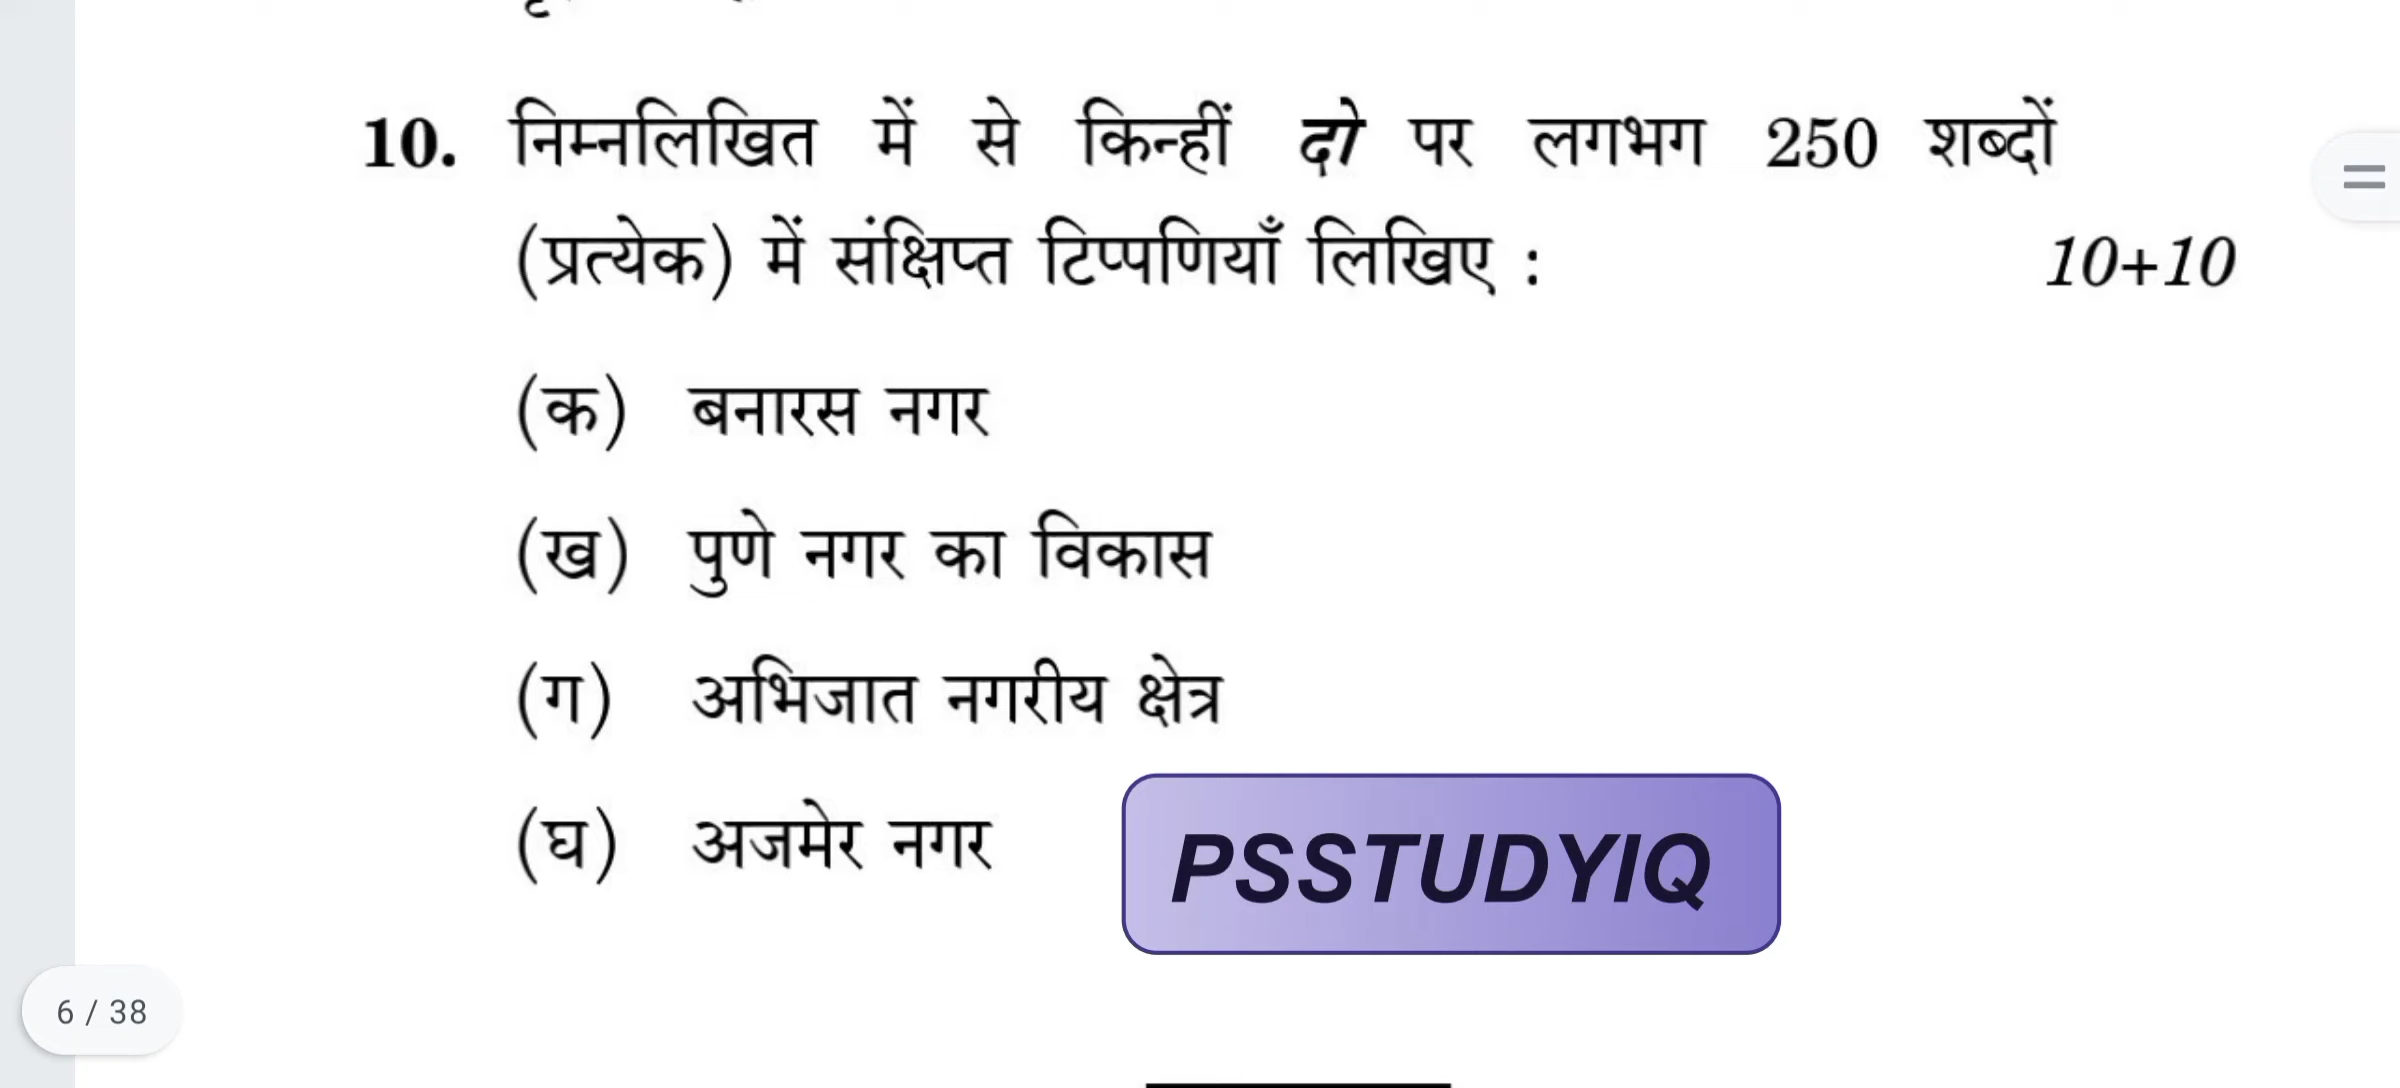 10. निम्नलिखित में से किन्हीं दो पर लगभग 250 शब्दों
(प्रत्येक) में संक्षिप्त टिप्पणियाँ लिखिए : 10+10
(क) बनारस नगर
(ख) पुणे नगर का विकास
(ग) अभिजात नगरीय क्षेत्र
(घ) अजमेर नगर
PSSTUDYIQ
6 / 38